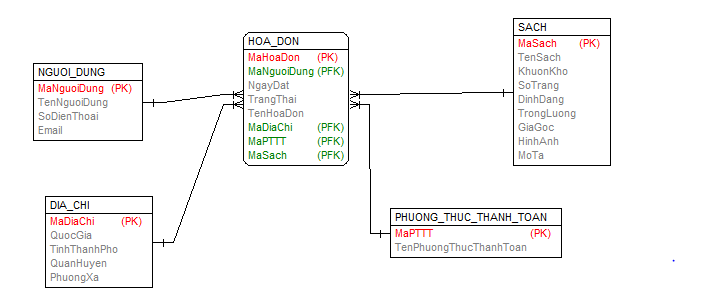 NGUOI_DUNG
MaNguoiDung (PK)
TenNguoiDung
SoDienThoai
Email
HOA_DON
MaHoaDon (PK)
MaNguoiDung (PFK)
NgayDat
TrangThai
TenHoaDon
MaDiaChi (PFK)
MaPTTT (PFK)
MaSach (PFK)
SACH
MaSach (PK)
TenSach
KhuonKho
SoTrang
DinhDang
TrongLuong
GiaGoc
HinhAnh
MoTa
DIA_CHI
MaDiaChi (PK)
QuocGia
TinhThanhPho
QuanHuyen
PhuongXa
PHUONG_THUC_THANH_TOAN
MaPTTT (PK)
TenPhuongThucThanhToan